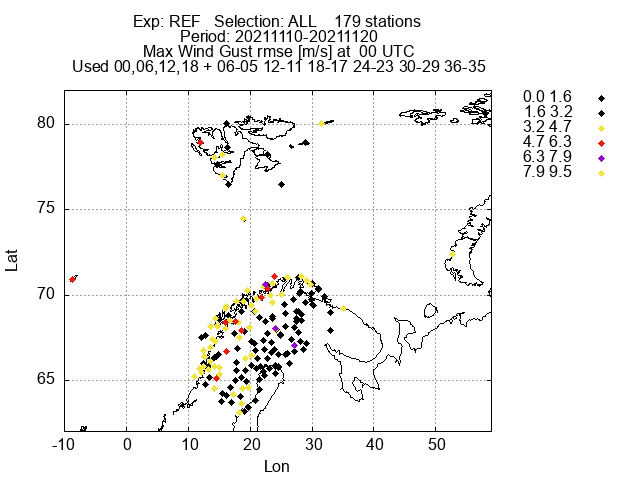 Exp: REF Selection: ALL 179 stations
Period: 20211110-20211120
Max Wind Gust rmse [m/s] at 00 UTC
Used 00,06,12,18 + 06-05 12-11 18-17 24-23 30-29 36-35
0.0 1.6
1.6 3.2
3.2 4.7
4.7 6.3
6.3 7.9
7.9 9.5
80
75
70
65
Lat
-10 0 10 20 30 40 50
Lon